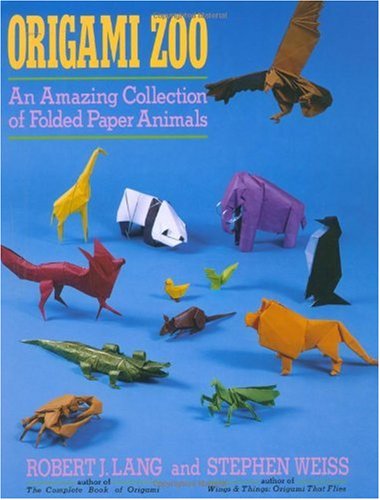 ORIGAMI ZOO
An Amazing Collection
of Folded Paper Animals
ROBERT J. LANG and STEPHEN WEISS
author of
The Complete Book of Origami
author of
Wings & Things: Origami That Flies